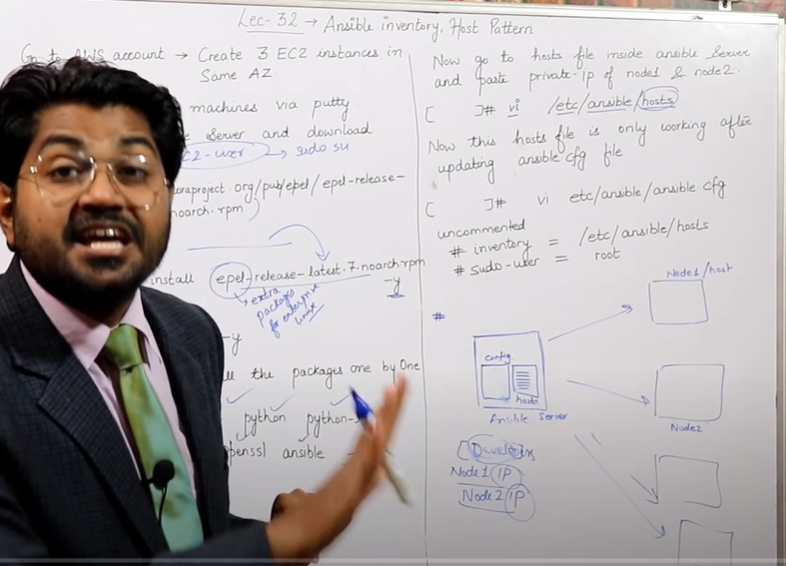 Lec-32 → Ansible inventory, Host Pattern
Go to AWS account → Create 3 EC2 instances in
Same AZ
machines via putty
Server and download
C2-user → sudo su
oraproject.org/pub/epel/epel-release-
noarch.rpm)
install epel-release-latest-7.noarch.rpm
-y
extra
packages
for enterprise
Linux
-y
the packages one by One
python python-
penssl ansible
Now go to hosts file inside ansible Server
and paste private-ip of node1 & node2.
[ ]# vi /etc/ansible/hosts
Now this hosts file is only working after
updating ansible.cfg file
[ ]# vi etc/ansible/ansible.cfg
uncommented
# inventory = /etc/ansible/hosts
# sudo-user = root
#
Node1/host
config
hosts
Ansible Server
Node2
Node1 IP
Node2 IP